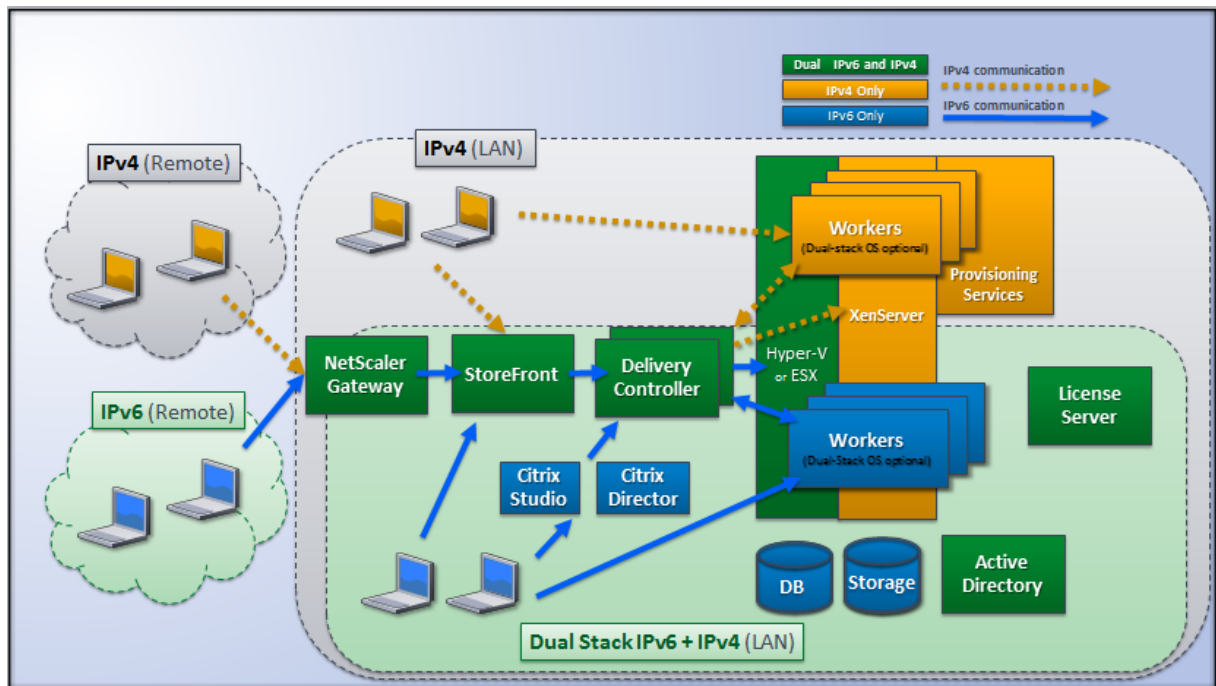 Dual IPv6 and IPv4
IPv4 Only
IPv6 Only
IPv4 communication
IPv6 communication
IPv4 (Remote)
IPv4 (LAN)
Workers
(Dual-stack OS optional)
Provisioning
Services
XenServer
NetScaler
Gateway
StoreFront
Delivery
Controller
Hyper-V
or ESX
License
Server
IPv6 (Remote)
Workers
(Dual-Stack OS optional)
Citrix
Studio
Citrix
Director
DB
Storage
Active
Directory
Dual Stack IPv6 + IPv4 (LAN)